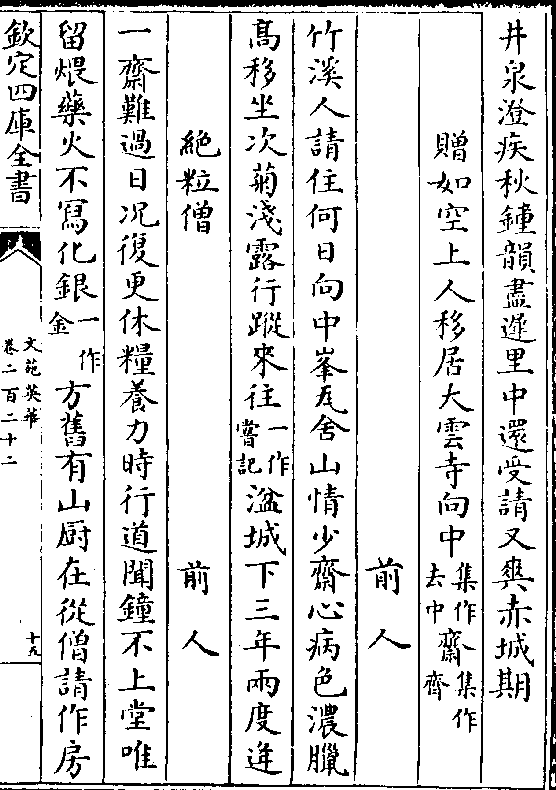 井泉澄疾秋鐘韻盡遲里中還受請又爽赤城期
贈如空上人移居大雲寺向中集作去中齋集作齊
前人
竹溪人請住何日向中峯瓦舍山情少齋心病色濃臘
髙移坐次菊淺露行蹤來往一作嘗記湓城下三年兩度逢
絶粒僧　前人
一齋難過日况復更休糧養力時行道聞鐘不上堂唯
留煨藥火不寫化銀一作金方舊有山厨在從僧請作房
欽定四庫全書
文苑英華
卷二百二十二
十九